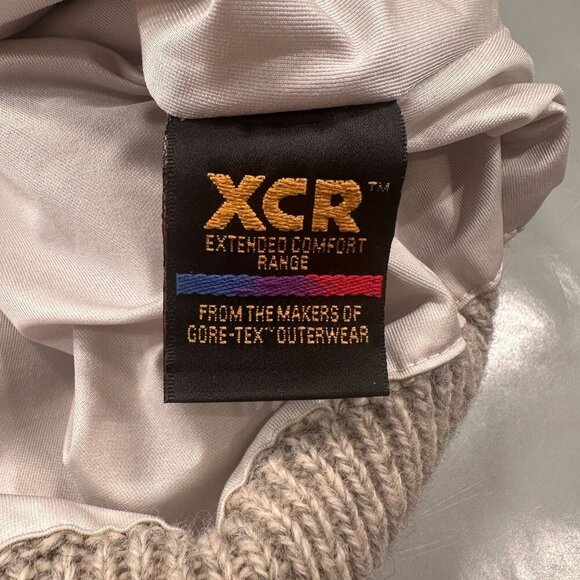 XCR™
EXTENDED COMFORT
RANGE
FROM THE MAKERS OF
GORE-TEX™ OUTERWEAR